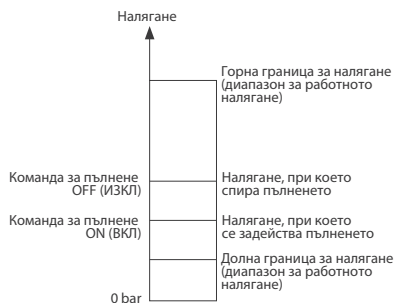 Налягане
Горна граница за налягане
(диапазон за работното
налягане)
Команда за пълнене
OFF (ИЗКЛ)
Налягане, при което
спира пълненето
Команда за пълнене
ON (ВКЛ)
Налягане, при което
се задейства пълненето
Долна граница за налягане
(диапазон за работното
налягане)
0 bar